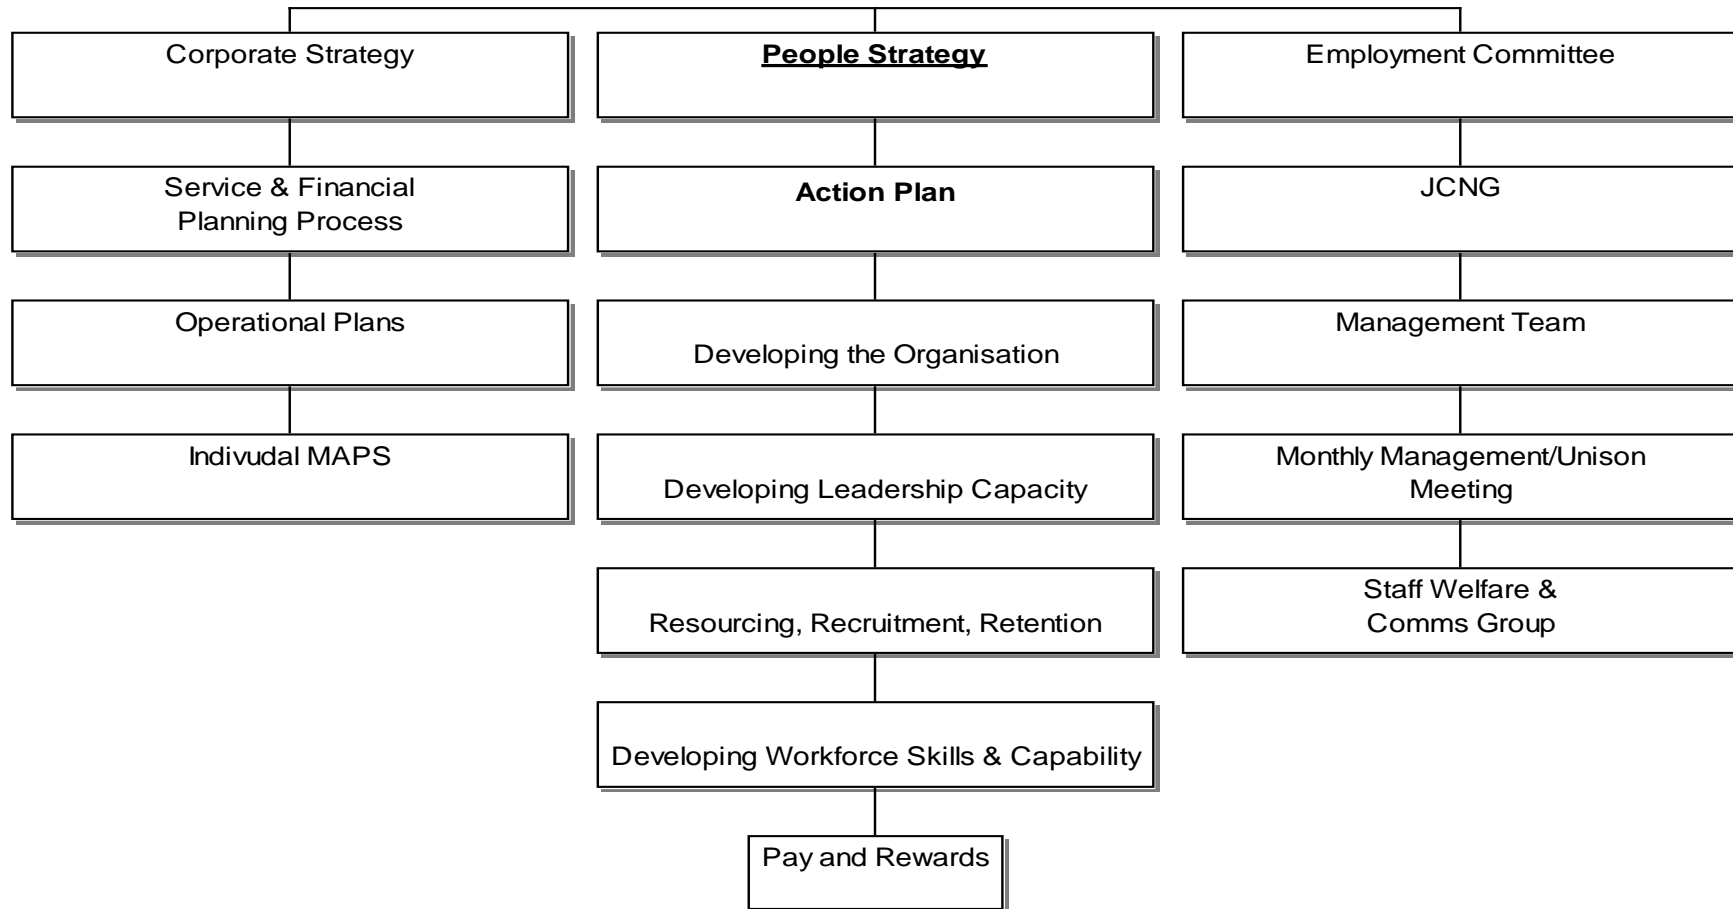 Corporate Strategy
People Strategy
Employment Committee
Service & Financial
Planning Process
Action Plan
JCNG
Operational Plans
Developing the Organisation
Management Team
Indivudal MAPS
Developing Leadership Capacity
Monthly Management/Unison
Meeting
Resourcing, Recruitment, Retention
Staff Welfare &
Comms Group
Developing Workforce Skills & Capability
Pay and Rewards